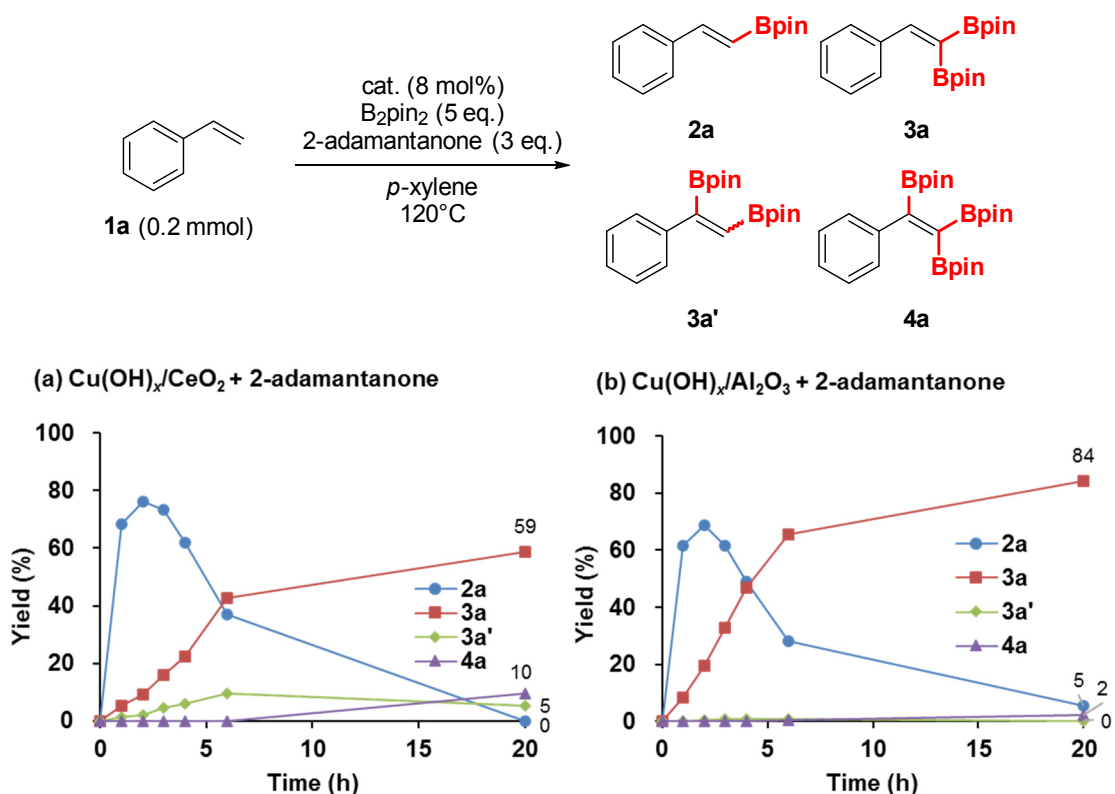 cat. (8 mol%)
B₂pin₂ (5 eq.)
2-adamantanone (3 eq.)
p-xylene
120°C
1a (0.2 mmol)
Bpin
2a
Bpin
Bpin
3a
Bpin
Bpin
3a'
Bpin
Bpin
Bpin
4a
(a) Cu(OH)ₓ/CeO₂ + 2-adamantanone
100
80
60
40
20
0
Yield (%)
0
5
10
15
20
Time (h)
59
10
5
0
2a
3a
3a'
4a
(b) Cu(OH)ₓ/Al₂O₃ + 2-adamantanone
100
80
60
40
20
0
Yield (%)
0
5
10
15
20
Time (h)
84
5
2
0
2a
3a
3a'
4a